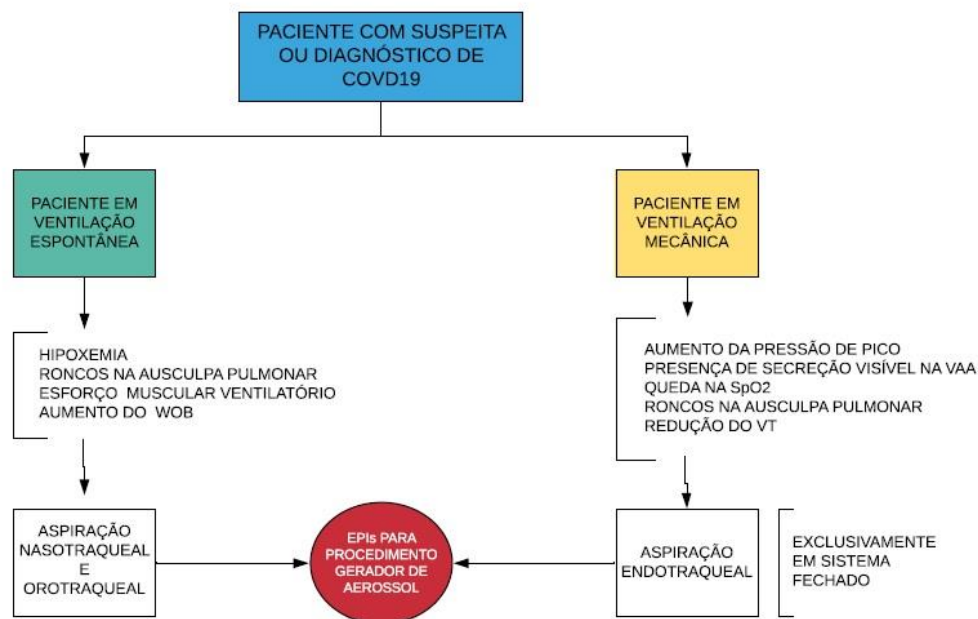 PACIENTE COM SUSPEITA
OU DIAGNÓSTICO DE
COVD19
PACIENTE EM
VENTILAÇÃO
ESPONTÂNEA
PACIENTE EM
VENTILAÇÃO
MECÂNICA
HIPOXEMIA
RONCOS NA AUSCULPA PULMONAR
ESFORÇO MUSCULAR VENTILATÓRIO
AUMENTO DO WOB
AUMENTO DA PRESSÃO DE PICO
PRESENÇA DE SECREÇÃO VISÍVEL NA VAA
QUEDA NA SpO2
RONCOS NA AUSCULPA PULMONAR
REDUÇÃO DO VT
ASPIRAÇÃO
NASOTRAQUEAL
E
OROTRAQUEAL
EPIs PARA
PROCEDIMENTO
GERADOR DE
AEROSSOL
ASPIRAÇÃO
ENDOTRAQUEAL
EXCLUSIVAMENTE
EM SISTEMA
FECHADO